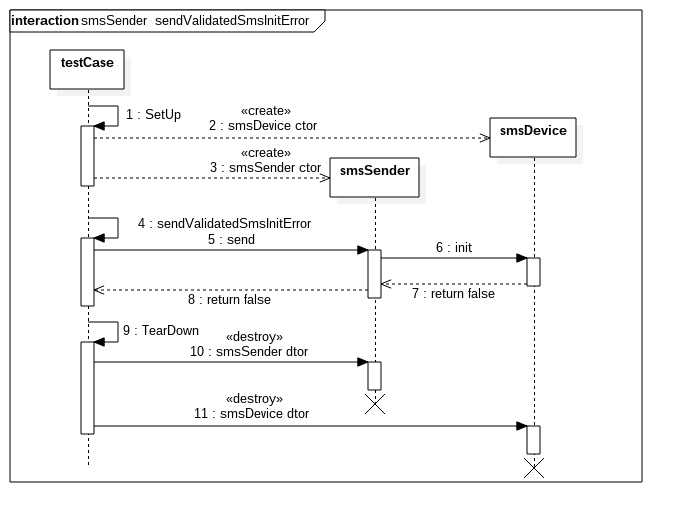 interaction smsSender sendValidatedSmsInitError
testCase
1 : SetUp
«create»
2 : smsDevice ctor
smsDevice
«create»
3 : smsSender ctor
smsSender
4 : sendValidatedSmsInitError
5 : send
6 : init
7 : return false
8 : return false
9 : TearDown
«destroy»
10 : smsSender dtor
«destroy»
11 : smsDevice dtor